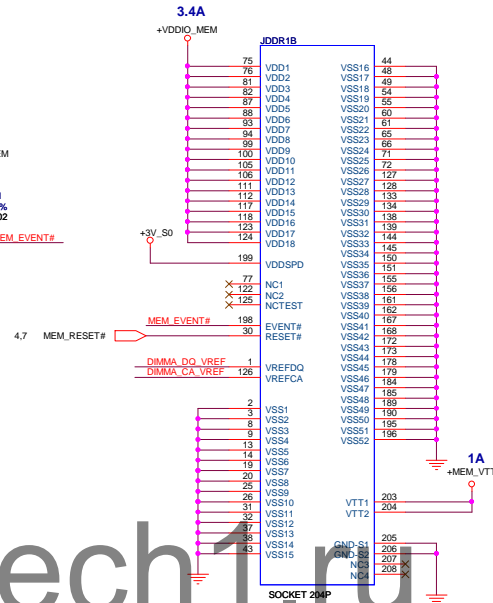 3.4A
+VDDIO_MEM
JDDR1B
75 VDD1 VSS16 44
76 VDD2 VSS17 48
81 VDD3 VSS18 49
82 VDD4 VSS19 54
87 VDD5 VSS20 55
88 VDD6 VSS21 60
93 VDD7 VSS22 61
94 VDD8 VSS23 65
99 VDD9 VSS24 66
100 VDD10 VSS25 71
105 VDD11 VSS26 72
106 VDD12 VSS27 127
111 VDD13 VSS28 128
112 VDD14 VSS29 133
117 VDD15 VSS30 134
118 VDD16 VSS31 138
123 VDD17 VSS32 139
124 VDD18 VSS33 144
VSS34 145
199 VDDSPD VSS35 150
VSS36 151
77 NC1 VSS37 155
122 NC2 VSS38 156
125 NCTEST VSS39 161
VSS40 162
MEM_EVENT# 198 EVENT# VSS41 167
4,7 MEM_RESET# 30 RESET# VSS42 168
VSS43 172
VSS44 173
DIMMA_DQ_VREF 1 VREFDQ VSS45 178
DIMMA_CA_VREF 126 VREFCA VSS46 179
VSS47 184
VSS48 185
2 VSS1 VSS49 189
3 VSS2 VSS50 190
8 VSS3 VSS51 195
9 VSS4 VSS52 196
13 VSS5
14 VSS6
19 VSS7
20 VSS8
25 VSS9
26 VSS10 VTT1 203
31 VSS11 VTT2 204
32 VSS12
37 VSS13
38 VSS14 GND-S1 205
43 VSS15 GND-S2 206
NC3 207
NC4 208
SOCKET 204P
+3V_S0
1A
+MEM_VTT
EM
%
02
EM_EVENT#
ech1.ru